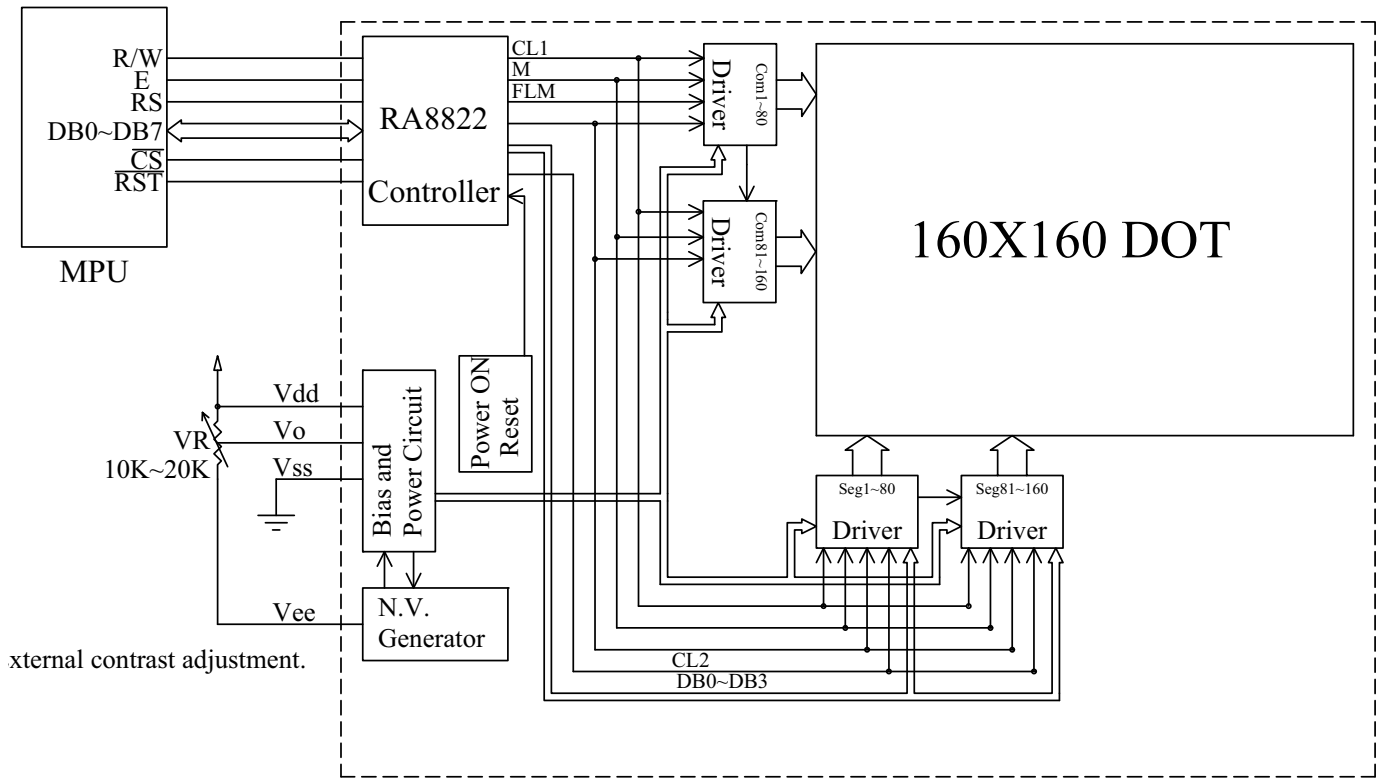 R/W
E
RS
DB0~DB7
CS
RST
MPU
RA8822
Controller
CL1
M
FLM
Driver
Com1~80
Driver
Com81~160
160X160 DOT
Power ON
Reset
Vdd
Vo
VR
10K~20K
Vss
Bias and
Power Circuit
Seg1~80
Driver
Seg81~160
Driver
Vee
N.V.
Generator
xternal contrast adjustment.
CL2
DB0~DB3